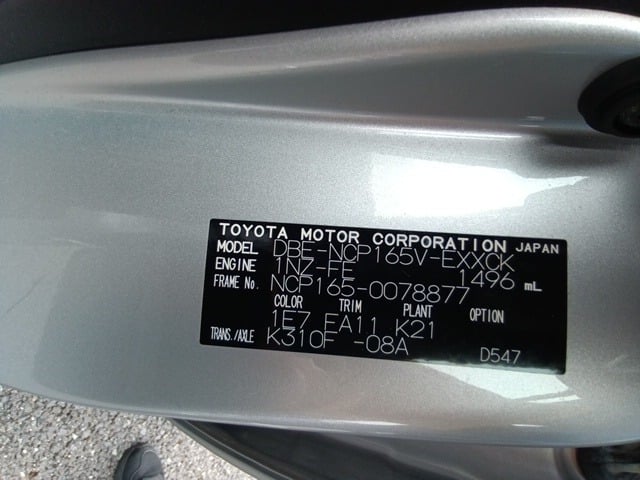 TOYOTA MOTOR CORPORATION JAPAN
MODEL DBE-NCP165V-EXXCK
ENGINE 1NZ-FE 1496 mL
FRAME No. NCP165-0078877
COLOR TRIM PLANT OPTION
1E7 FA11 K21
TRANS./AXLE K310F -08A
D547